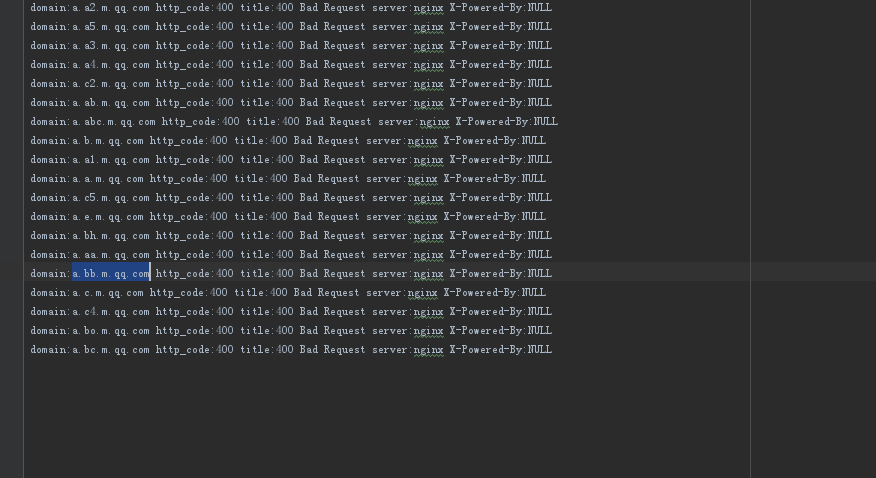 domain:a.a2.m.qq.com http_code:400 title:400 Bad Request server:nginx X-Powered-By:NULL
domain:a.a5.m.qq.com http_code:400 title:400 Bad Request server:nginx X-Powered-By:NULL
domain:a.a3.m.qq.com http_code:400 title:400 Bad Request server:nginx X-Powered-By:NULL
domain:a.a4.m.qq.com http_code:400 title:400 Bad Request server:nginx X-Powered-By:NULL
domain:a.c2.m.qq.com http_code:400 title:400 Bad Request server:nginx X-Powered-By:NULL
domain:a.ab.m.qq.com http_code:400 title:400 Bad Request server:nginx X-Powered-By:NULL
domain:a.abc.m.qq.com http_code:400 title:400 Bad Request server:nginx X-Powered-By:NULL
domain:a.b.m.qq.com http_code:400 title:400 Bad Request server:nginx X-Powered-By:NULL
domain:a.a1.m.qq.com http_code:400 title:400 Bad Request server:nginx X-Powered-By:NULL
domain:a.a.m.qq.com http_code:400 title:400 Bad Request server:nginx X-Powered-By:NULL
domain:a.c5.m.qq.com http_code:400 title:400 Bad Request server:nginx X-Powered-By:NULL
domain:a.e.m.qq.com http_code:400 title:400 Bad Request server:nginx X-Powered-By:NULL
domain:a.bh.m.qq.com http_code:400 title:400 Bad Request server:nginx X-Powered-By:NULL
domain:a.aa.m.qq.com http_code:400 title:400 Bad Request server:nginx X-Powered-By:NULL
domain:a.bb.m.qq.com http_code:400 title:400 Bad Request server:nginx X-Powered-By:NULL
domain:a.c.m.qq.com http_code:400 title:400 Bad Request server:nginx X-Powered-By:NULL
domain:a.c4.m.qq.com http_code:400 title:400 Bad Request server:nginx X-Powered-By:NULL
domain:a.bo.m.qq.com http_code:400 title:400 Bad Request server:nginx X-Powered-By:NULL
domain:a.bc.m.qq.com http_code:400 title:400 Bad Request server:nginx X-Powered-By:NULL